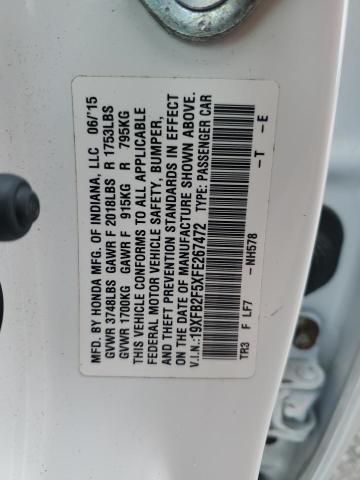 MFD. BY HONDA MFG. OF INDIANA, LLC 06/'15
GVWR 3748LBS GAWR F 2018LBS R 1753LBS
GVWR 1700KG GAWR F 915KG R 795KG
THIS VEHICLE CONFORMS TO ALL APPLICABLE
FEDERAL MOTOR VEHICLE SAFETY, BUMPER,
AND THEFT PREVENTION STANDARDS IN EFFECT
ON THE DATE OF MANUFACTURE SHOWN ABOVE.
V.I.N.:19XFB2F5XFE267472 TYPE: PASSENGER CAR
NH578 - T - E
TR3 F LF7